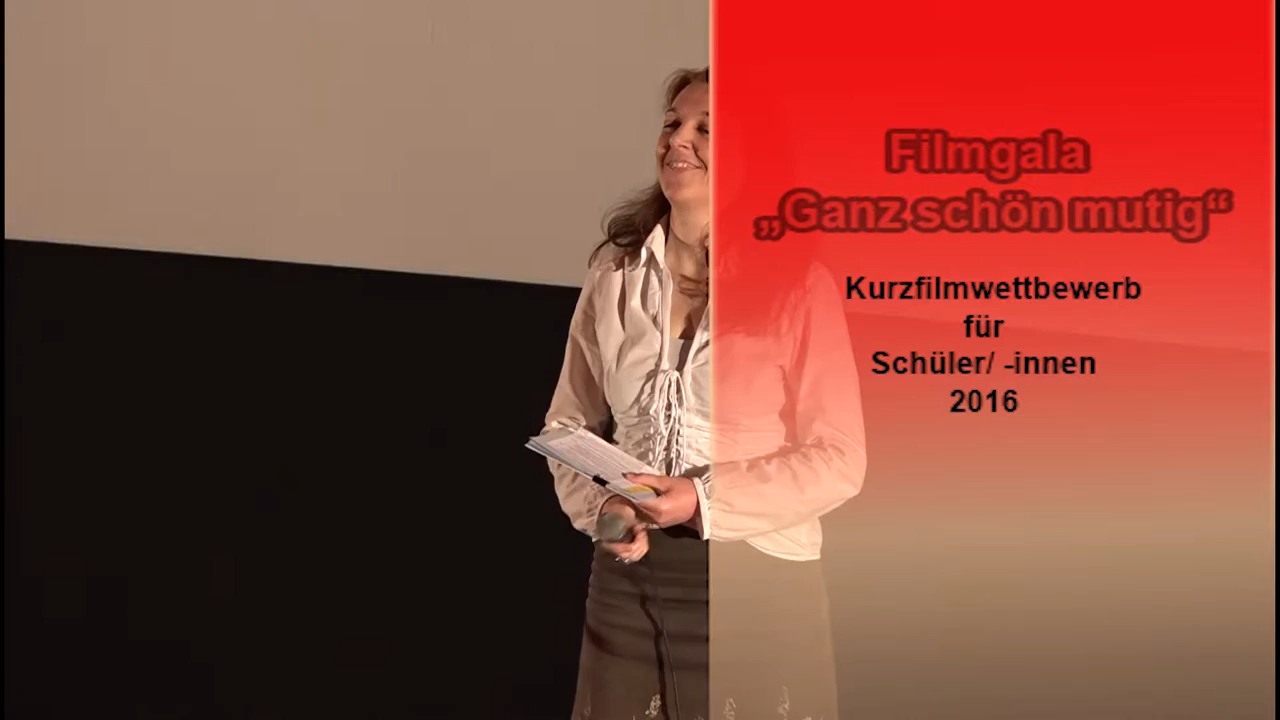 Filmgala
„Ganz schön mutig“
Kurzfilmwettbewerb
für
Schüler/ -innen
2016